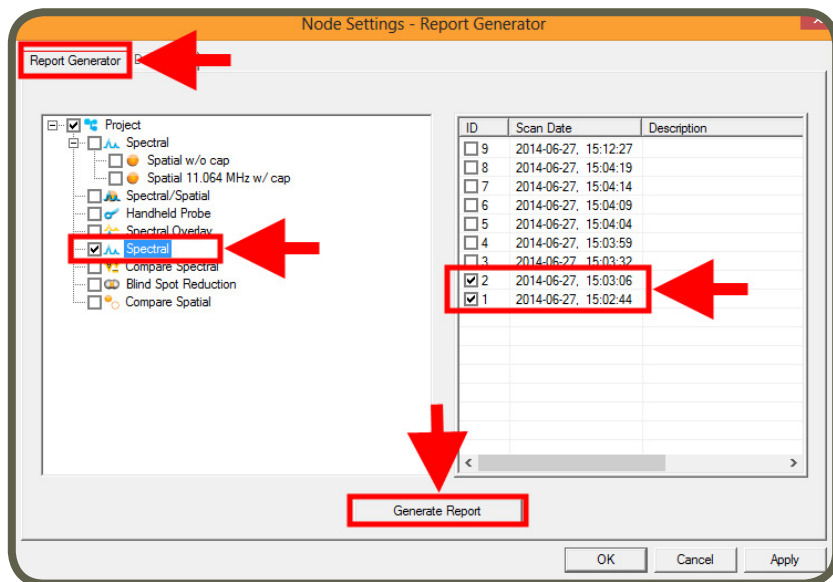 Node Settings - Report Generator
Report Generator
Project
Spectral
Spatial w/o cap
Spatial 11.064 MHz w/ cap
Spectral/Spatial
Handheld Probe
Spectral Overlay
Spectral
Compare Spectral
Blind Spot Reduction
Compare Spatial
ID Scan Date Description
9 2014-06-27, 15:12:27
8 2014-06-27, 15:04:19
7 2014-06-27, 15:04:14
6 2014-06-27, 15:04:09
5 2014-06-27, 15:04:04
4 2014-06-27, 15:03:59
3 2014-06-27, 15:03:32
2 2014-06-27, 15:03:06
1 2014-06-27, 15:02:44
Generate Report
OK Cancel Apply